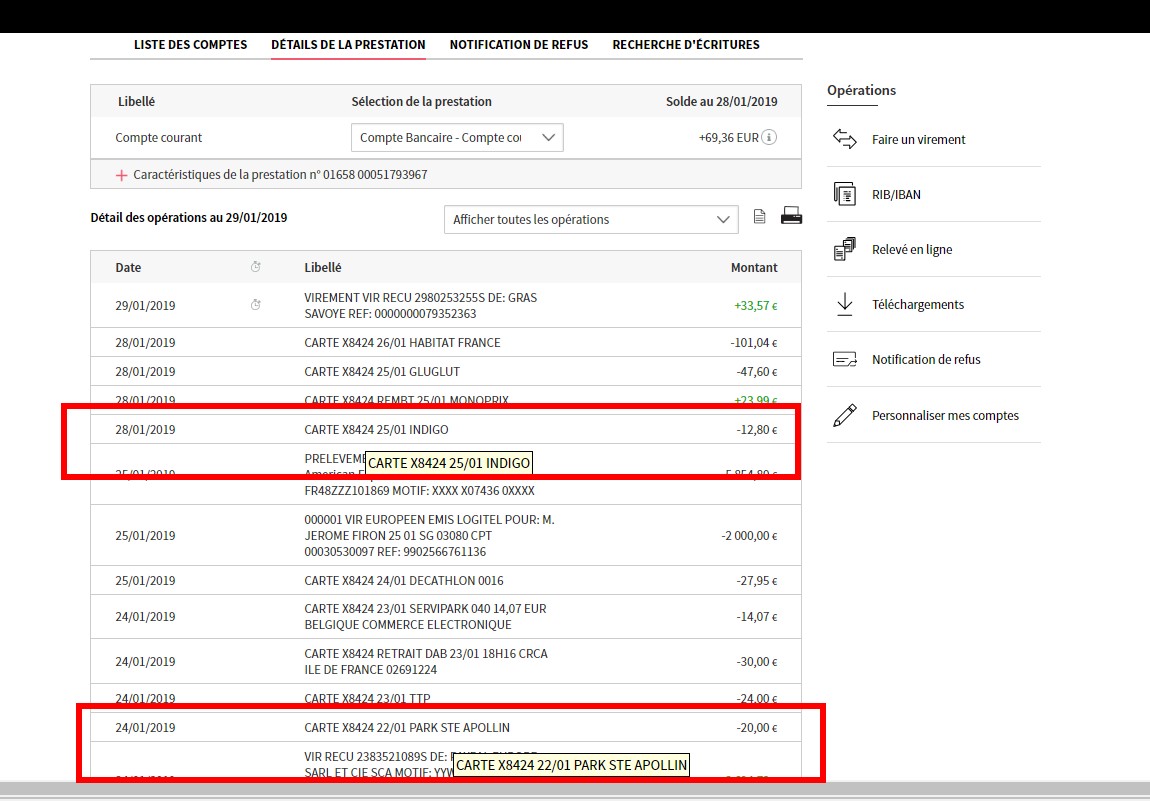 LISTE DES COMPTES DÉTAILS DE LA PRESTATION NOTIFICATION DE REFUS RECHERCHE D'ÉCRITURES
Libellé Sélection de la prestation Solde au 28/01/2019
Compte courant Compte Bancaire - Compte cou +69,36 EUR
Caractéristiques de la prestation n° 01658 00051793967
Détail des opérations au 29/01/2019 Afficher toutes les opérations
Date Libellé Montant
29/01/2019 VIREMENT VIR RECU 2980253255S DE: GRAS +33,57 €
SAVOYE REF: 0000000079352363
28/01/2019 CARTE X8424 26/01 HABITAT FRANCE -101,04 €
28/01/2019 CARTE X8424 25/01 GLUGLUT -47,60 €
28/01/2019 CARTE X8424 REMBT 25/01 MONOPRIX +23,99 €
28/01/2019 CARTE X8424 25/01 INDIGO -12,80 €
PRELEVEME
CARTE X8424 25/01 INDIGO
25/01/2019 American
FR48ZZZ101869 MOTIF: XXXX X07436 0XXXX
25/01/2019 000001 VIR EUROPEEN EMIS LOGITEL POUR: M. -2 000,00 €
JEROME FIRON 25 01 SG 03080 CPT
00030530097 REF: 9902566761136
25/01/2019 CARTE X8424 24/01 DECATHLON 0016 -27,95 €
24/01/2019 CARTE X8424 23/01 SERVIPARK 040 14,07 EUR -14,07 €
BELGIQUE COMMERCE ELECTRONIQUE
24/01/2019 CARTE X8424 RETRAIT DAB 23/01 18H16 CRCA -30,00 €
ILE DE FRANCE 02691224
24/01/2019 CARTE X8424 23/01 TTP -24,00 €
24/01/2019 CARTE X8424 22/01 PARK STE APOLLIN -20,00 €
VIR RECU 2383521089S DE:
CARTE X8424 22/01 PARK STE APOLLIN
SARL ET CIE SCA MOTIF:
Opérations
Faire un virement
RIB/IBAN
Relevé en ligne
Téléchargements
Notification de refus
Personnaliser mes comptes